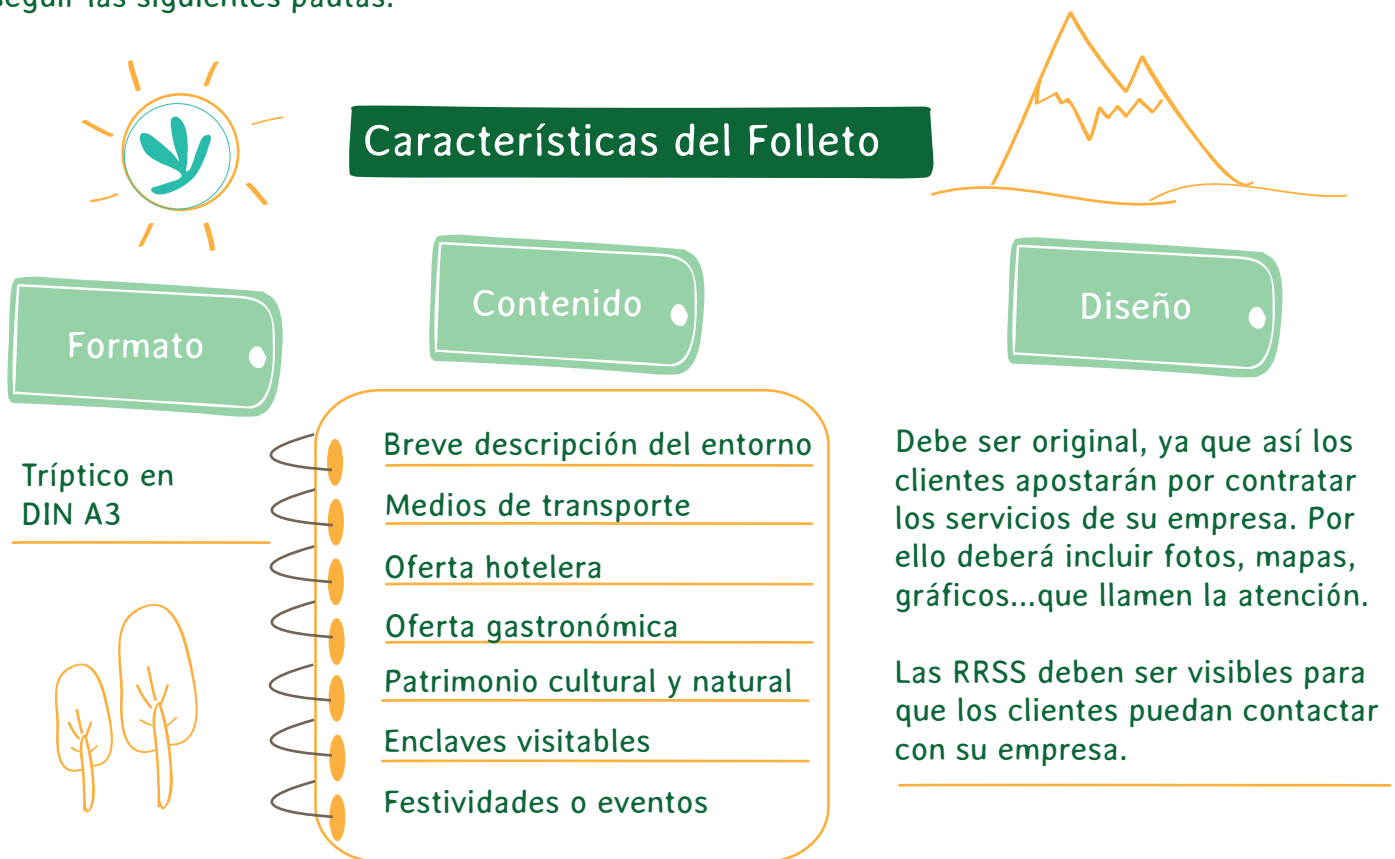 seguir las siguientes pautas:
Características del Folleto
Formato
Tríptico en
DIN A3
Contenido
Breve descripción del entorno
Medios de transporte
Oferta hotelera
Oferta gastronómica
Patrimonio cultural y natural
Enclaves visitables
Festividades o eventos
Diseño
Debe ser original, ya que así los
clientes apostarán por contratar
los servicios de su empresa. Por
ello deberá incluir fotos, mapas,
gráficos...que llamen la atención.
Las RRSS deben ser visibles para
que los clientes puedan contactar
con su empresa.